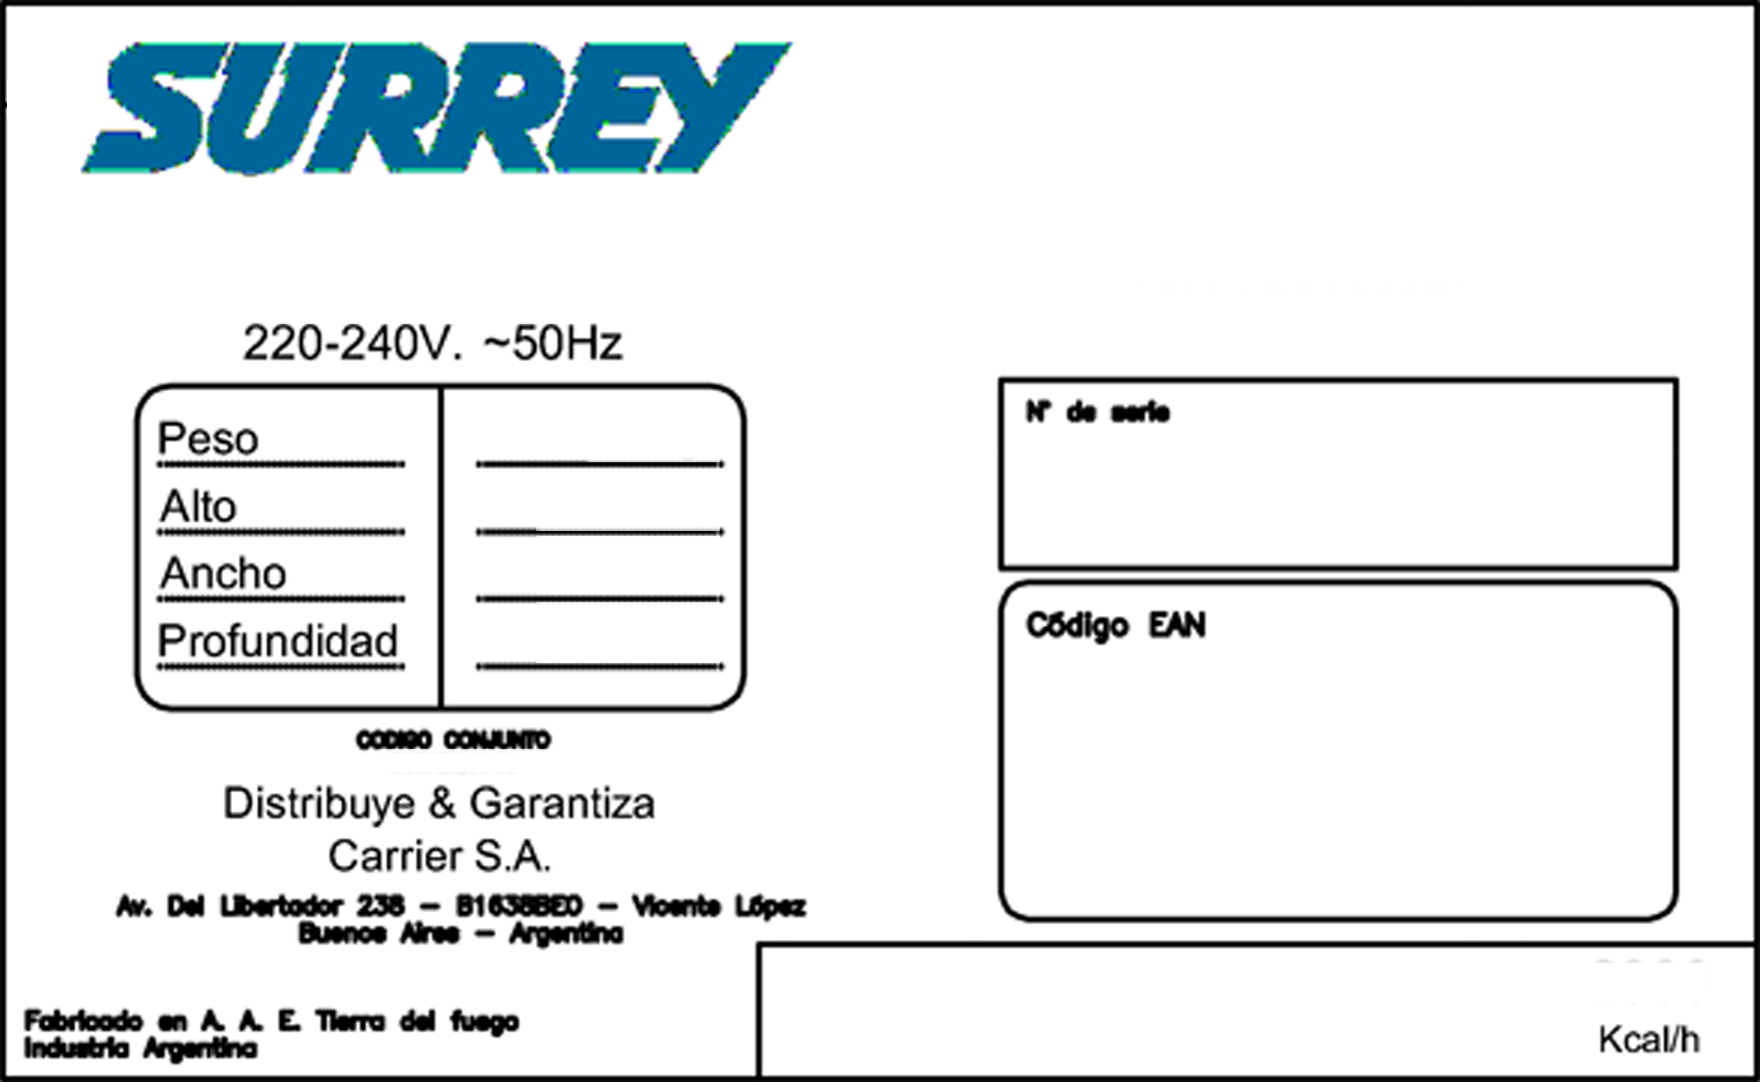 SURREY
220-240V. ~50Hz
Peso
Alto
Ancho
Profundidad
CODIGO CONJUNTO
Distribuye & Garantiza
Carrier S.A.
Av. Del Libertador 238 – B1638BEO – Vicente López
Buenos Aires – Argentina
Fabricado en A. A. E. Tierra del fuego
Industria Argentina
N° de serie
Código EAN
Kcal/h